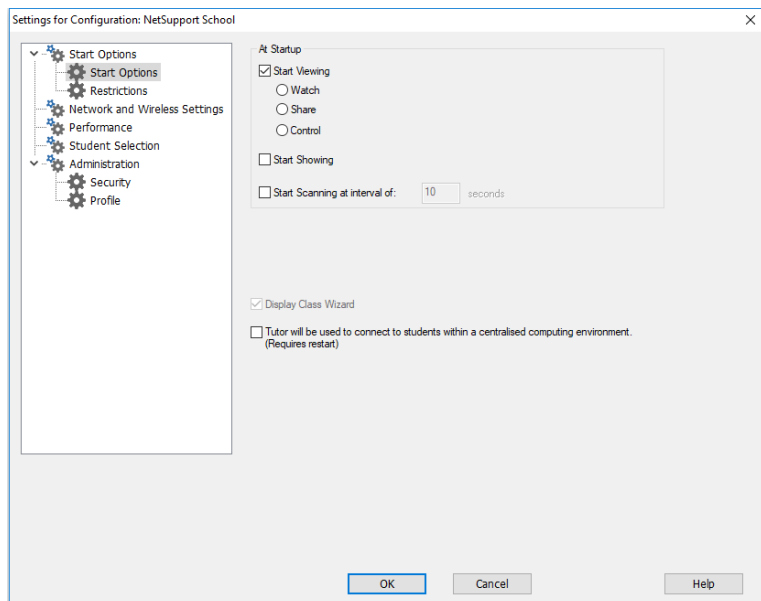 Settings for Configuration: NetSupport School
Start Options
Start Options
Restrictions
Network and Wireless Settings
Performance
Student Selection
Administration
Security
Profile
At Startup
Start Viewing
Watch
Share
Control
Start Showing
Start Scanning at interval of: 10 seconds
Display Class Wizard
Tutor will be used to connect to students within a centralised computing environment.
(Requires restart)
OK Cancel Help